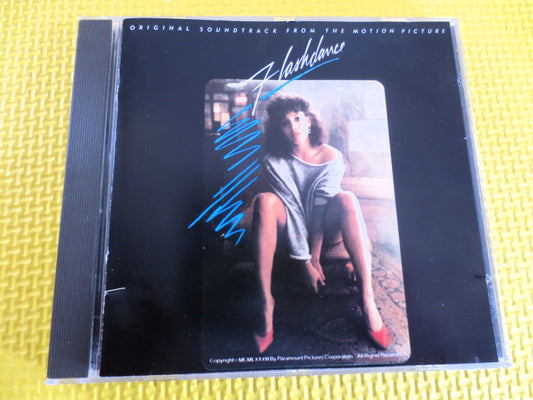 ORIGINAL SOUNDTRACK FROM THE MOTION PICTURE
Flashdance
Copyright © MCMLXXXIII By Paramount Pictures Corporation All Rights Reserved